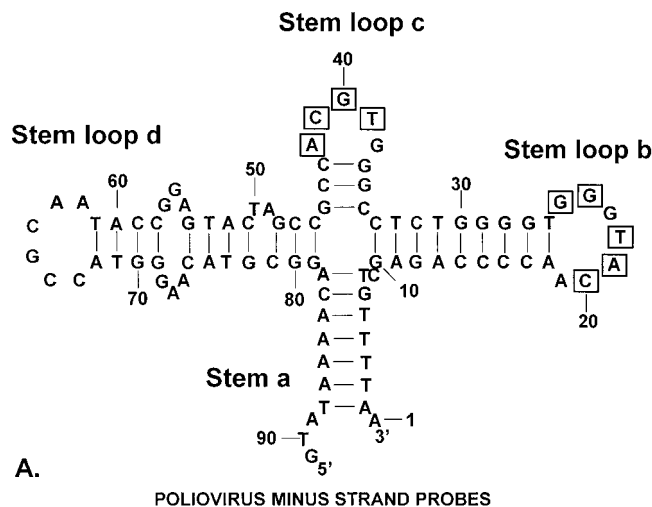 Stem loop c
40
G
C T
Stem loop d
A G
Stem loop b
C G
60 50 30
C G
A A G G G
C T A C C A G T A C T A G C C G C C T C T G G G G T G
G T
C C A T G G G A A C A T G C G G A T C G A G A C C C C A A C A
70 80 10 20
C G
A T
A T
A T
Stem a
A T
T A
A A 1
90 T 3'
G 5'
A.
POLIOVIRUS MINUS STRAND PROBES